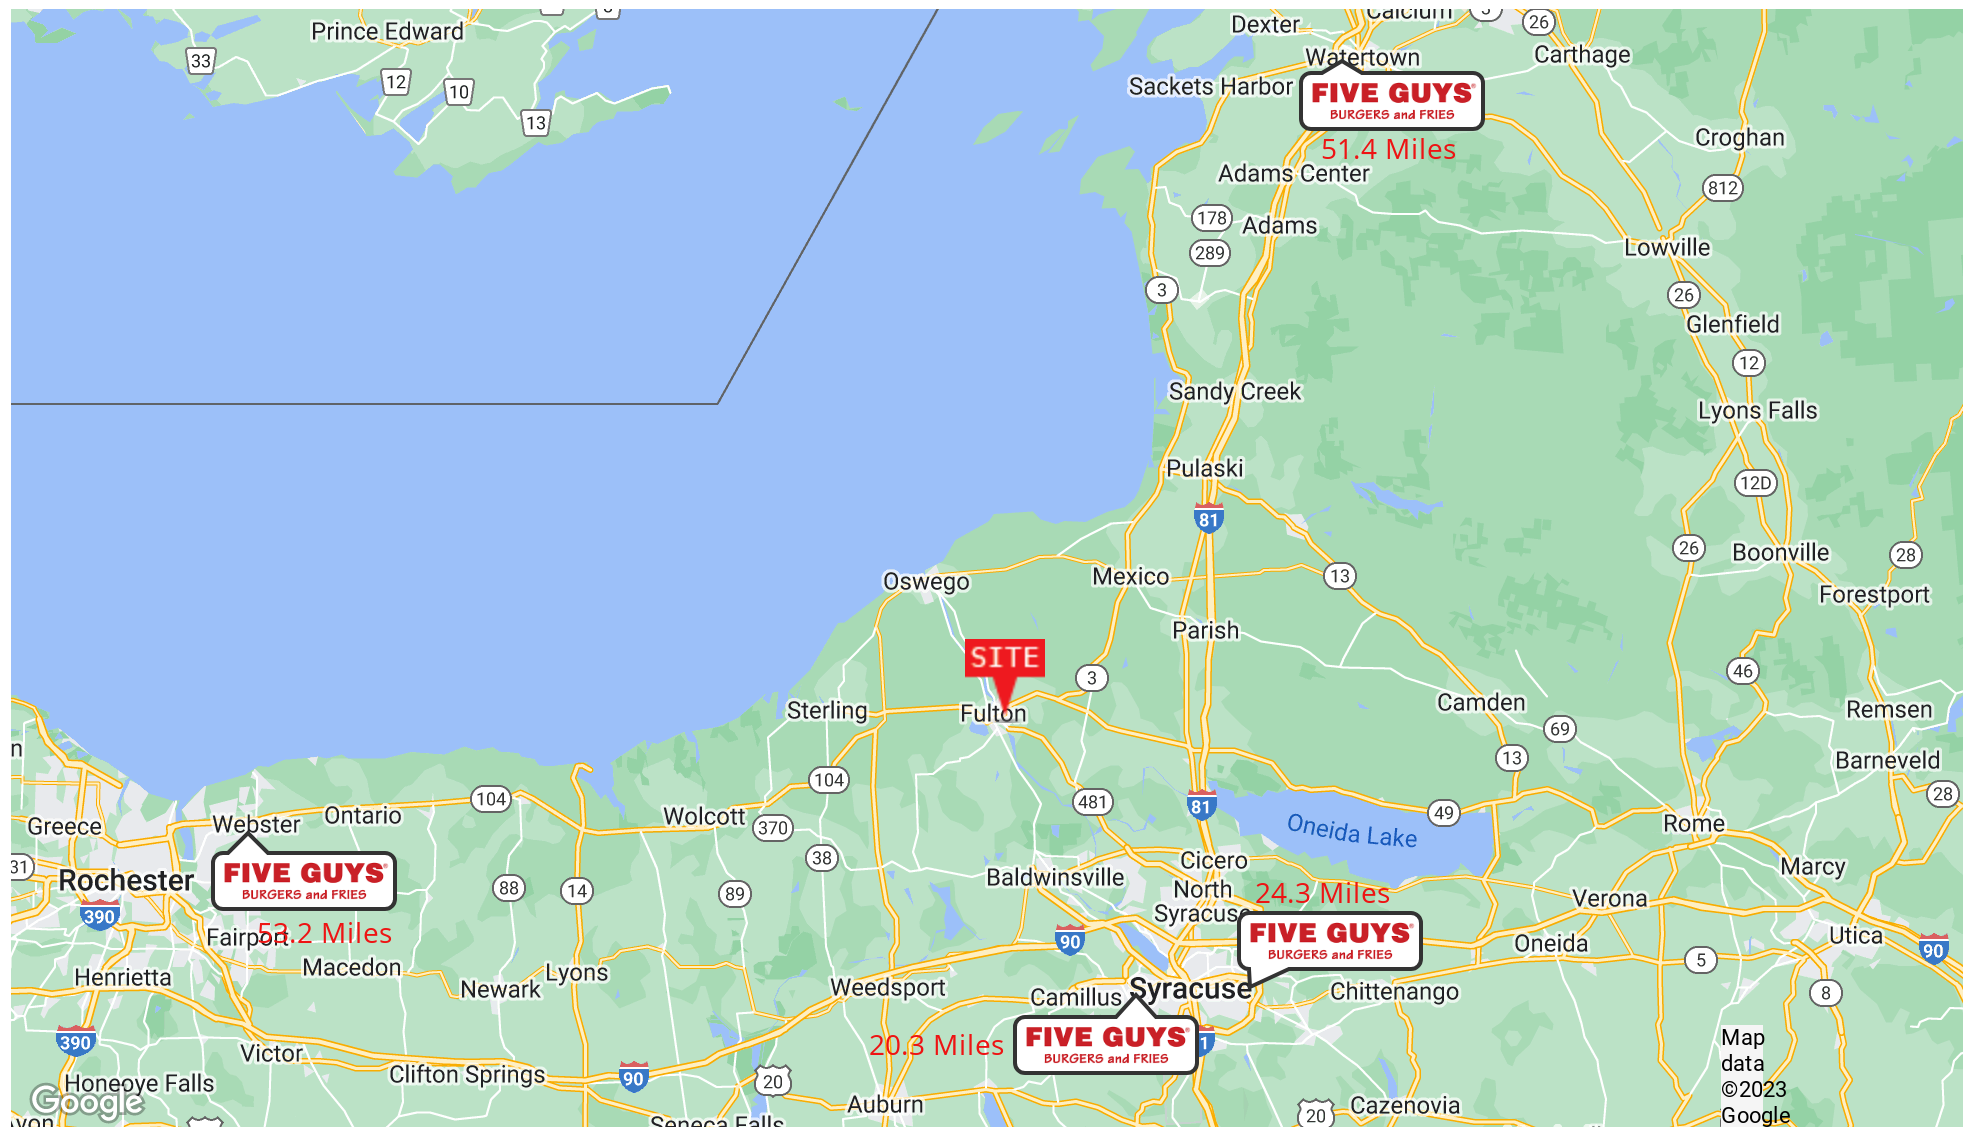 Prince Edward
33
12
10
13
Dexter
Calcium
3
26
Watertown
Carthage
Sackets Harbor
FIVE GUYS
BURGERS and FRIES
51.4 Miles
Croghan
Adams Center
812
178
Adams
289
Lowville
3
26
Glenfield
12
Sandy Creek
Lyons Falls
Pulaski
12D
81
26
Boonville
28
Oswego
Mexico
13
Forestport
Parish
SITE
3
46
Camden
Sterling
Fulton
Remsen
69
13
Barneveld
104
104
481
81
49
28
Ontario
Wolcott
370
Webster
Greece
Oneida Lake
Rome
38
Cicero
31
Marcy
FIVE GUYS
BURGERS and FRIES
Rochester
88
14
89
Baldwinsville
North
Syracuse
24.3 Miles
Verona
390
53.2 Miles
Fairport
90
FIVE GUYS
BURGERS and FRIES
Oneida
Utica
90
Henrietta
Macedon
Lyons
5
Newark
Weedsport
Camillus
Syracuse
Chittenango
8
390
Victor
20.3 Miles
FIVE GUYS
BURGERS and FRIES
1
Map
data
©2023
Google
Honeoye Falls
Clifton Springs
90
20
Google
Auburn
20
Cazenovia
Seneca Falls